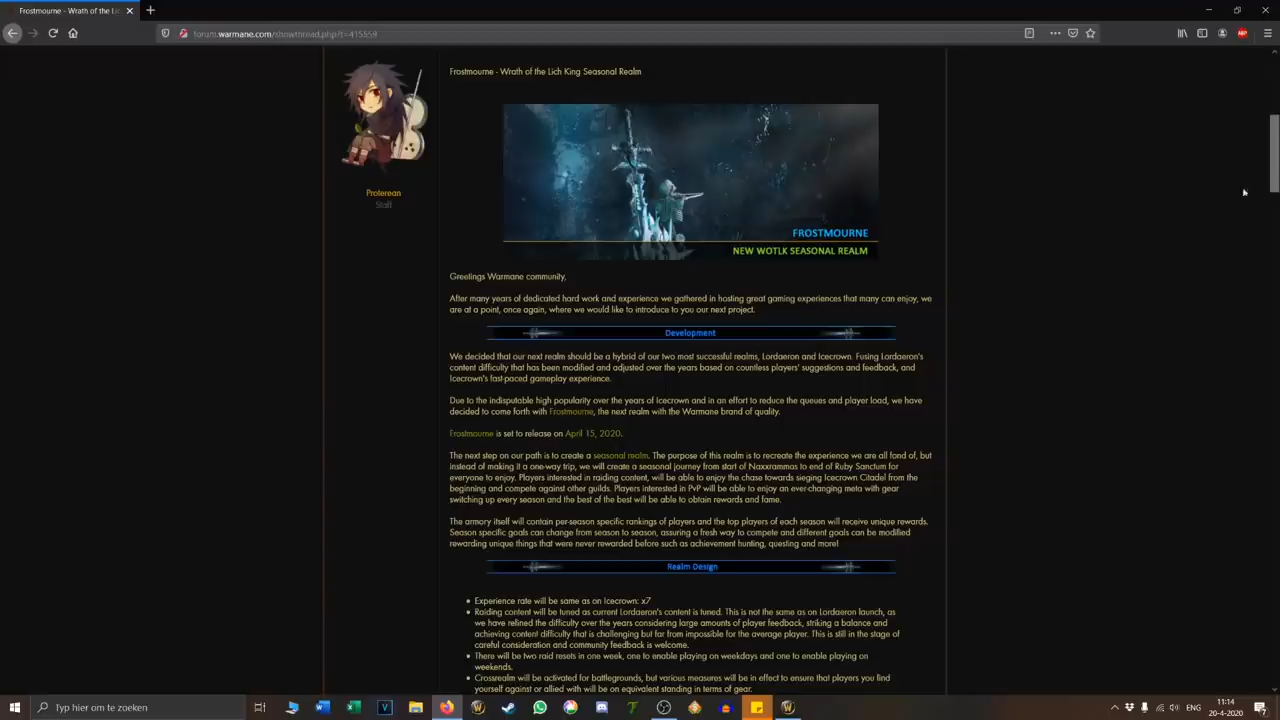 Frostmourne - Wrath of the Lic
forum.warmane.com/showthread.php?t=415559
Frostmourne - Wrath of the Lich King Seasonal Realm
FROSTMOURNE
NEW WOTLK SEASONAL REALM
Proterean
Staff
Greetings Warmane community,
After many years of dedicated hard work and experience we gathered in hosting great gaming experiences that many can enjoy, we
are at a point, once again, where we would like to introduce to you our next project.
Development
We decided that our next realm should be a hybrid of our two most successful realms, Lordaeron and Icecrown. Fusing Lordaeron's
content difficulty that has been modified and adjusted over the years based on countless players' suggestions and feedback, and
Icecrown's fast-paced gameplay experience.
Due to the indisputable high popularity over the years of Icecrown and in an effort to reduce the queues and player load, we have
decided to come forth with Frostmourne, the next realm with the Warmane brand of quality.
Frostmourne is set to release on April 15, 2020.
The next step on our path is to create a seasonal realm. The purpose of this realm is to recreate the experience we are all fond of, but
instead of making it a one-way trip, we will create a seasonal journey from start of Naxxrammas to end of Ruby Sanctum for
everyone to enjoy. Players interested in raiding content, will be able to enjoy the chase towards sieging Icecrown Citadel from the
beginning and compete against other guilds. Players interested in PvP will be able to enjoy an ever-changing meta with gear
switching up every season and the best of the best will be able to obtain rewards and fame.
The armory itself will contain per-season specific rankings of players and the top players of each season will receive unique rewards.
Season specific goals can change from season to season, assuring a fresh way to compete and different goals can be modified
rewarding unique things that were never rewarded before such as achievement hunting, questing and more!
Realm Design
Experience rate will be same as on Icecrown: x7
Raiding content will be tuned as current Lordaeron's content is tuned. This is not the same as on Lordaeron launch, as
we have refined the difficulty over the years considering large amounts of player feedback, striking a balance and
achieving content difficulty that is challenging but far from impossible for the average player. This is still in the stage of
careful consideration and community feedback is welcome.
There will be two raid resets in one week, one to enable playing on weekdays and one to enable playing on
weekends.
Crossrealm will be activated for battlegrounds, but various measures will be in effect to ensure that players you find
yourself against or allied with will be on equivalent standing in terms of gear.
Typ hier om te zoeken
11:14
20-4-2020